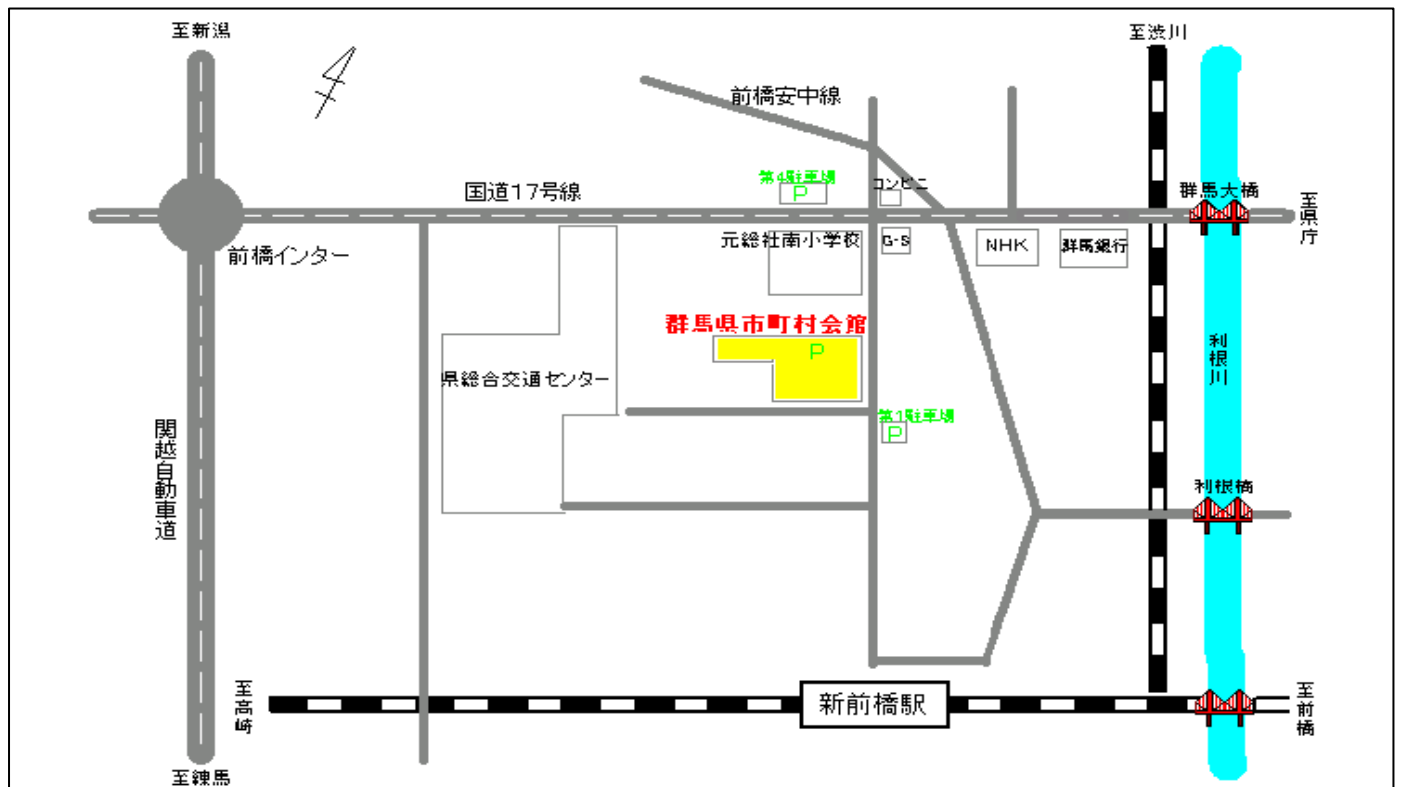 至新潟
至渋川
前橋安中線
第4駐車場
P
コンビニ
国道17号線
群馬大橋
至県庁
元総社南小学校
G-S
NHK
群馬銀行
前橋インター
群馬県市町村会館
P
利根川
県総合交通センター
第1駐車場
P
関越自動車道
利根橋
至高崎
新前橋駅
至前橋
至練馬